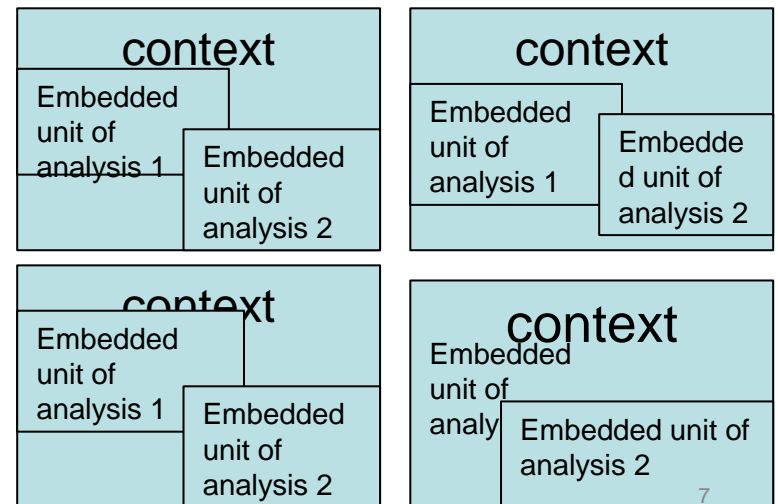 context
Embedded
unit of
analysis 1
Embedded
unit of
analysis 2
context
Embedded
unit of
analysis 1
Embedde
d unit of
analysis 2
context
Embedded
unit of
analysis 1
Embedded
unit of
analysis 2
context
Embedded
unit of
analy
Embedded unit of
analysis 2
7